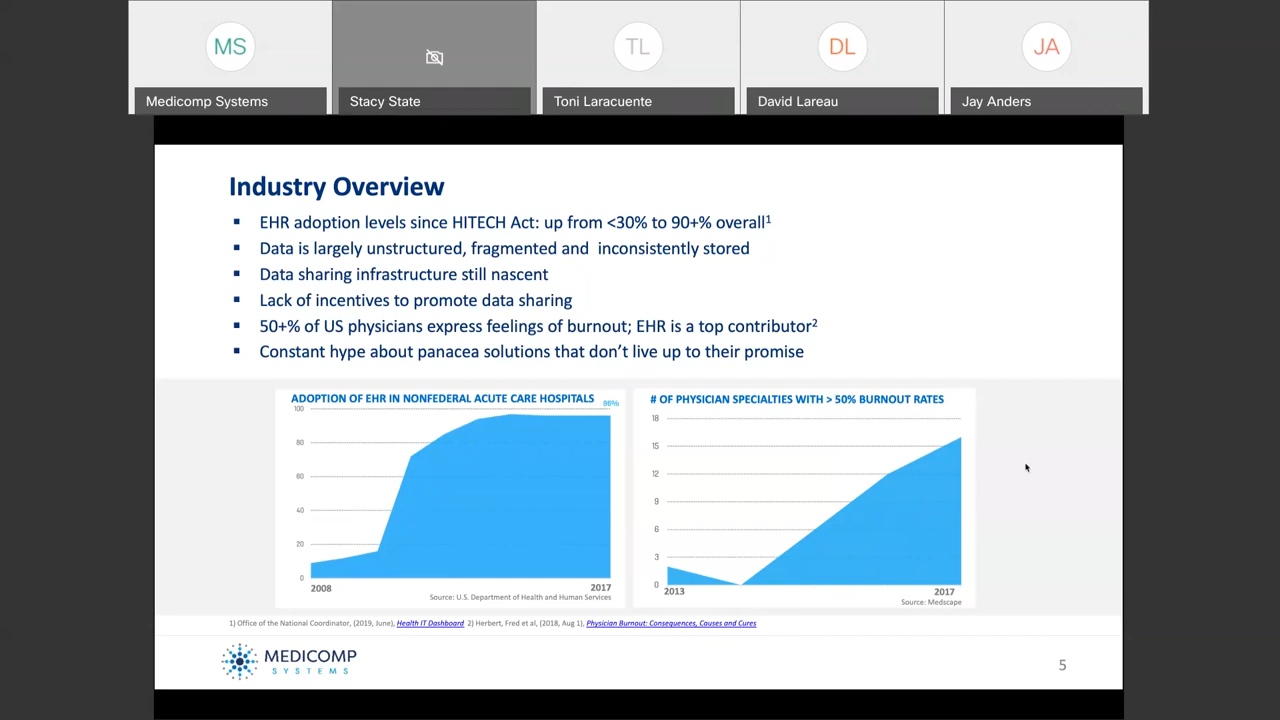 MS
TL
DL
JA
Medicomp Systems
Stacy State
Toni Laracuente
David Lareau
Jay Anders
Industry Overview
▪ EHR adoption levels since HITECH Act: up from <30% to 90+% overall1
▪ Data is largely unstructured, fragmented and inconsistently stored
▪ Data sharing infrastructure still nascent
▪ Lack of incentives to promote data sharing
▪ 50+% of US physicians express feelings of burnout; EHR is a top contributor2
▪ Constant hype about panacea solutions that don't live up to their promise
ADOPTION OF EHR IN NONFEDERAL ACUTE CARE HOSPITALS
86%
100
80
60
40
20
0
2008
2017
Source: U.S. Department of Health and Human Services
# OF PHYSICIAN SPECIALTIES WITH > 50% BURNOUT RATES
18
15
12
9
6
3
0
2013
2017
Source: Medscape
1) Office of the National Coordinator, (2019, June), Health IT Dashboard 2) Herbert, Fred et al, (2018, Aug 1), Physician Burnout: Consequences, Causes and Cures
MEDICOMP
SYSTEMS
5